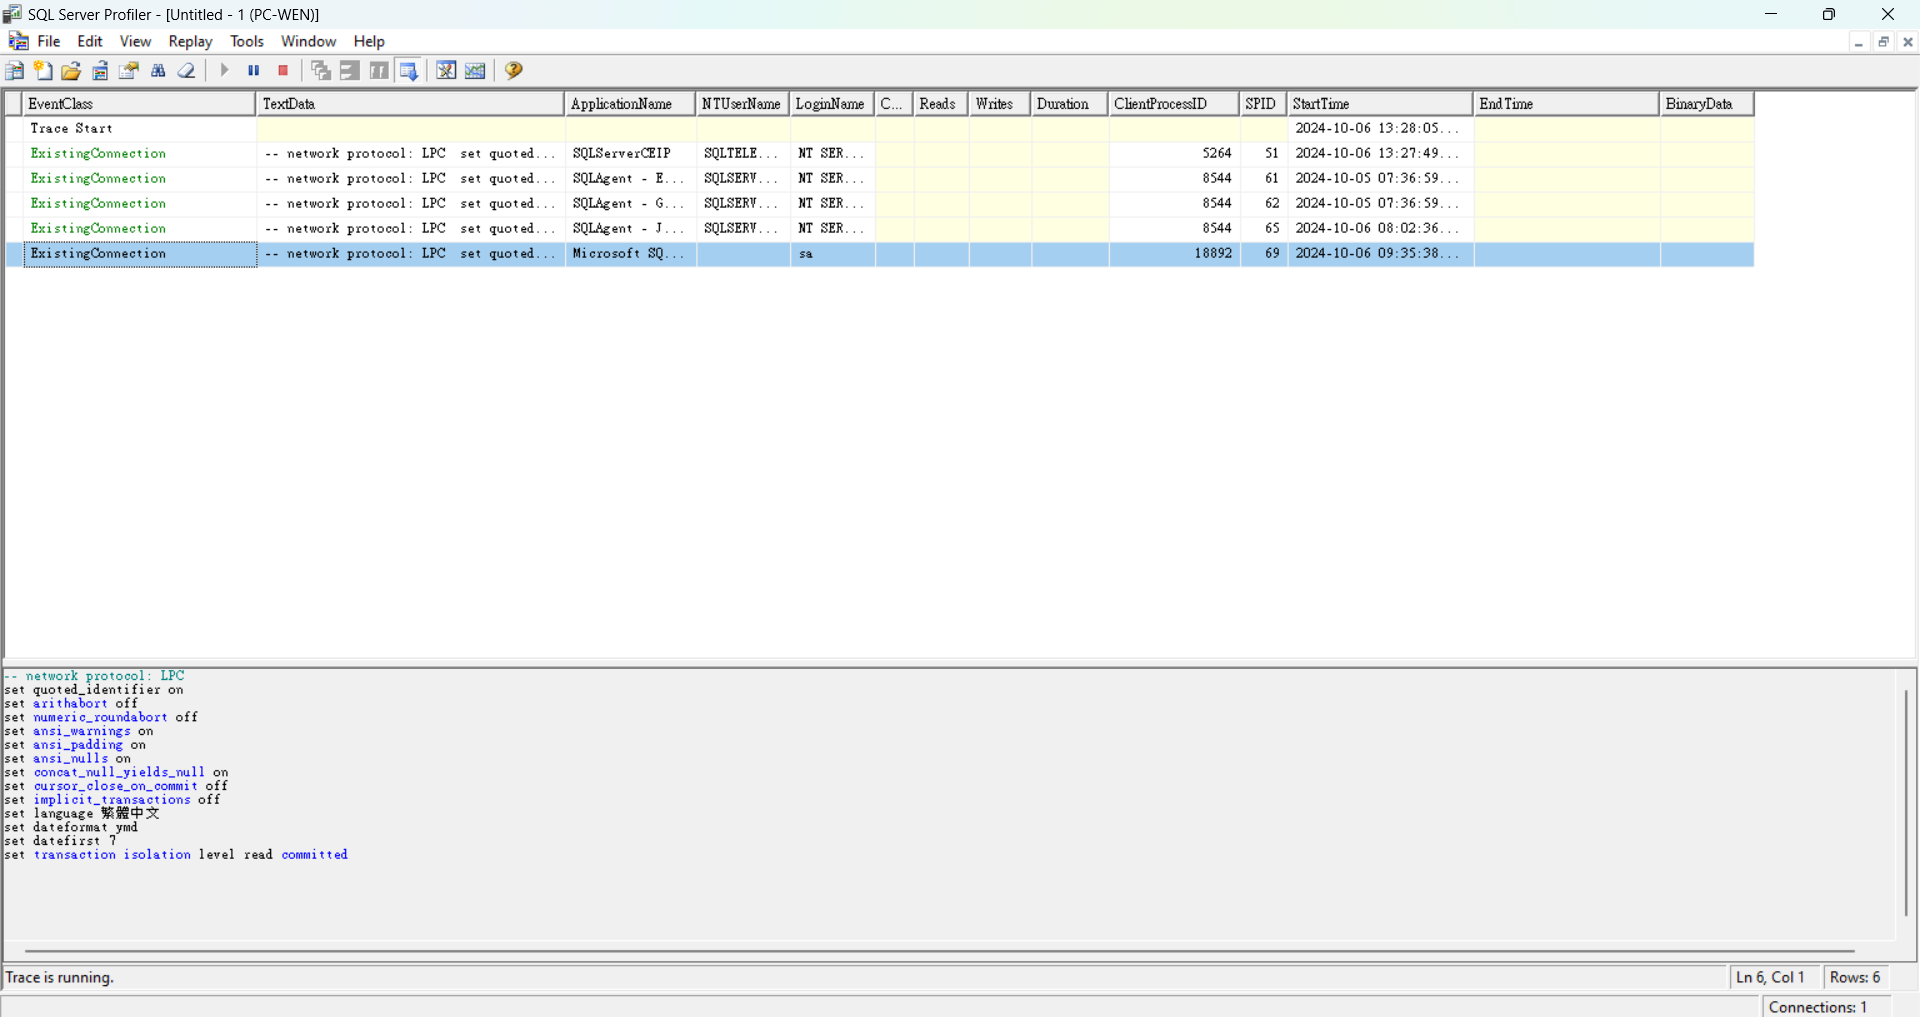 SQL Server Profiler - [Untitled - 1 (PC-WEN)]
File Edit View Replay Tools Window Help
EventClass TextData ApplicationName NTUserName LoginName C... Reads Writes Duration ClientProcessID SPID StartTime EndTime BinaryData
Trace Start 2024-10-06 13:28:05...
ExistingConnection -- network protocol: LPC set quoted... SQLServerCEIP SQLTELE... NT SER... 5264 51 2024-10-06 13:27:49...
ExistingConnection -- network protocol: LPC set quoted... SQLAgent - E... SQLSERV... NT SER... 8544 61 2024-10-05 07:36:59...
ExistingConnection -- network protocol: LPC set quoted... SQLAgent - G... SQLSERV... NT SER... 8544 62 2024-10-05 07:36:59...
ExistingConnection -- network protocol: LPC set quoted... SQLAgent - J... SQLSERV... NT SER... 8544 65 2024-10-06 08:02:36...
ExistingConnection -- network protocol: LPC set quoted... Microsoft SQ... sa 18892 69 2024-10-06 09:35:38...
-- network protocol: LPC
set quoted_identifier on
set arithabort off
set numeric_roundabort off
set ansi_warnings on
set ansi_padding on
set ansi_nulls on
set concat_null_yields_null on
set cursor_close_on_commit off
set implicit_transactions off
set language 繁體中文
set dateformat ymd
set datefirst 7
set transaction isolation level read committed
Trace is running.
Ln 6, Col 1 Rows: 6
Connections: 1